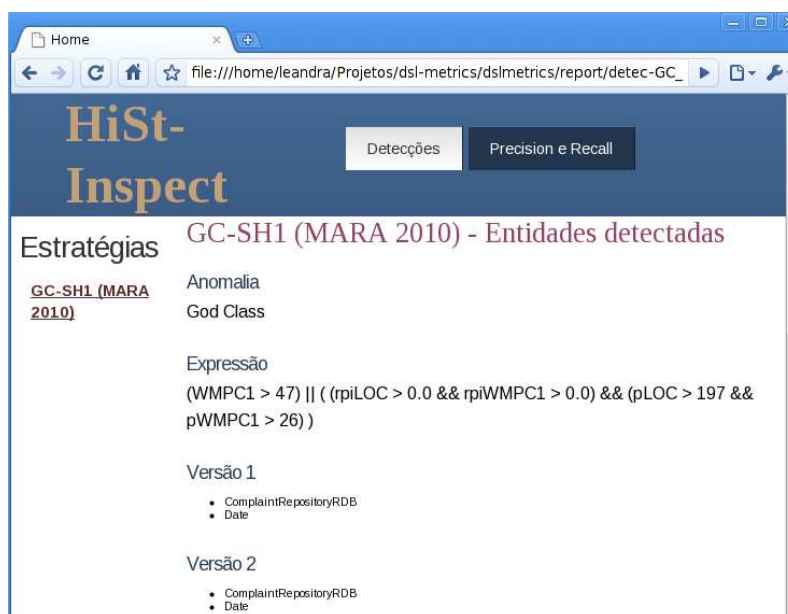 Home
file:///home/leandra/Projetos/dsl-metrics/dslmetrics/report/detec-GC_
HiSt-
Inspect
Detecções
Precision e Recall
Estratégias
GC-SH1 (MARA
2010)
GC-SH1 (MARA 2010) - Entidades detectadas
Anomalia
God Class
Expressão
(WMPC1 > 47) || ( (rpiLOC > 0.0 && rpiWMPC1 > 0.0) && (pLOC > 197 &&
pWMPC1 > 26) )
Versão 1
• ComplaintRepositoryRDB
• Date
Versão 2
• ComplaintRepositoryRDB
• Date